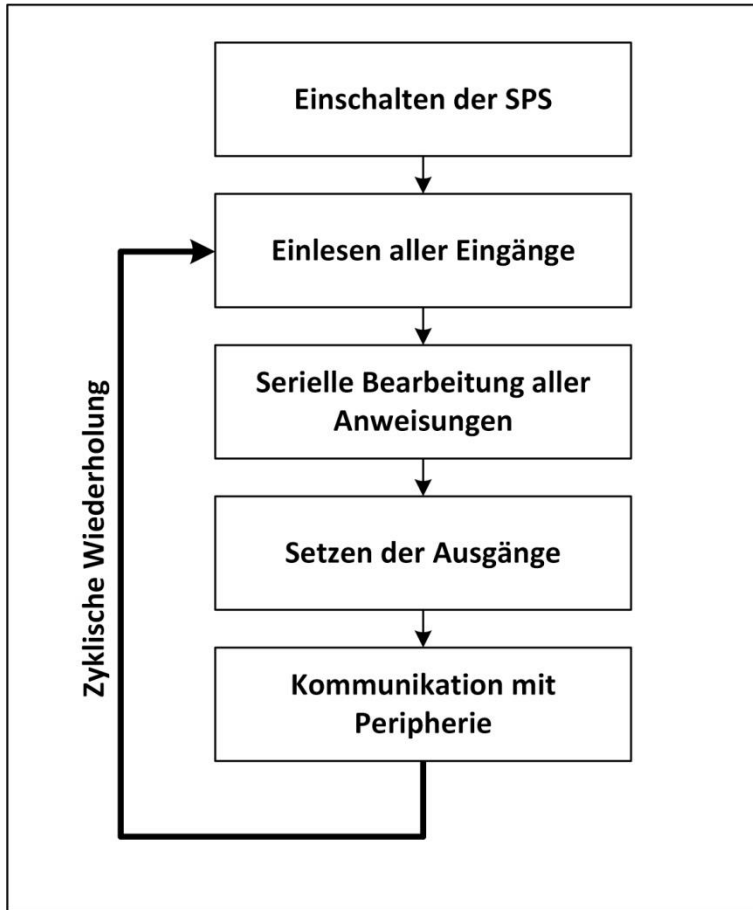 Einschalten der SPS
Einlesen aller Eingänge
Serielle Bearbeitung aller
Anweisungen
Setzen der Ausgänge
Kommunikation mit
Peripherie
Zyklische Wiederholung